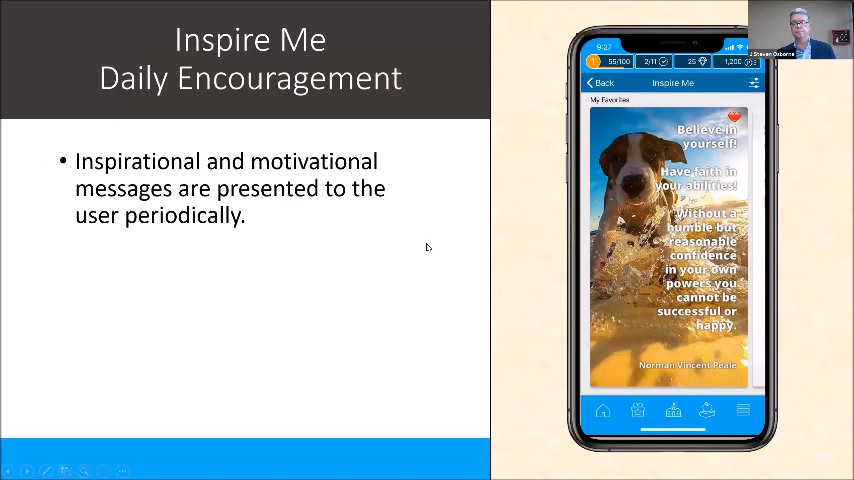 Inspire Me
Daily Encouragement
• Inspirational and motivational
messages are presented to the
user periodically.
9:27
1 55/100 2/11 25 1,200
Back Inspire Me
My Favorites
Believe in
yourself!
Have faith in
your abilities!
Without a
humble but
reasonable
confidence
in your own
powers you
cannot be
successful or
happy.
Norman Vincent Peale
J Steven Osborne